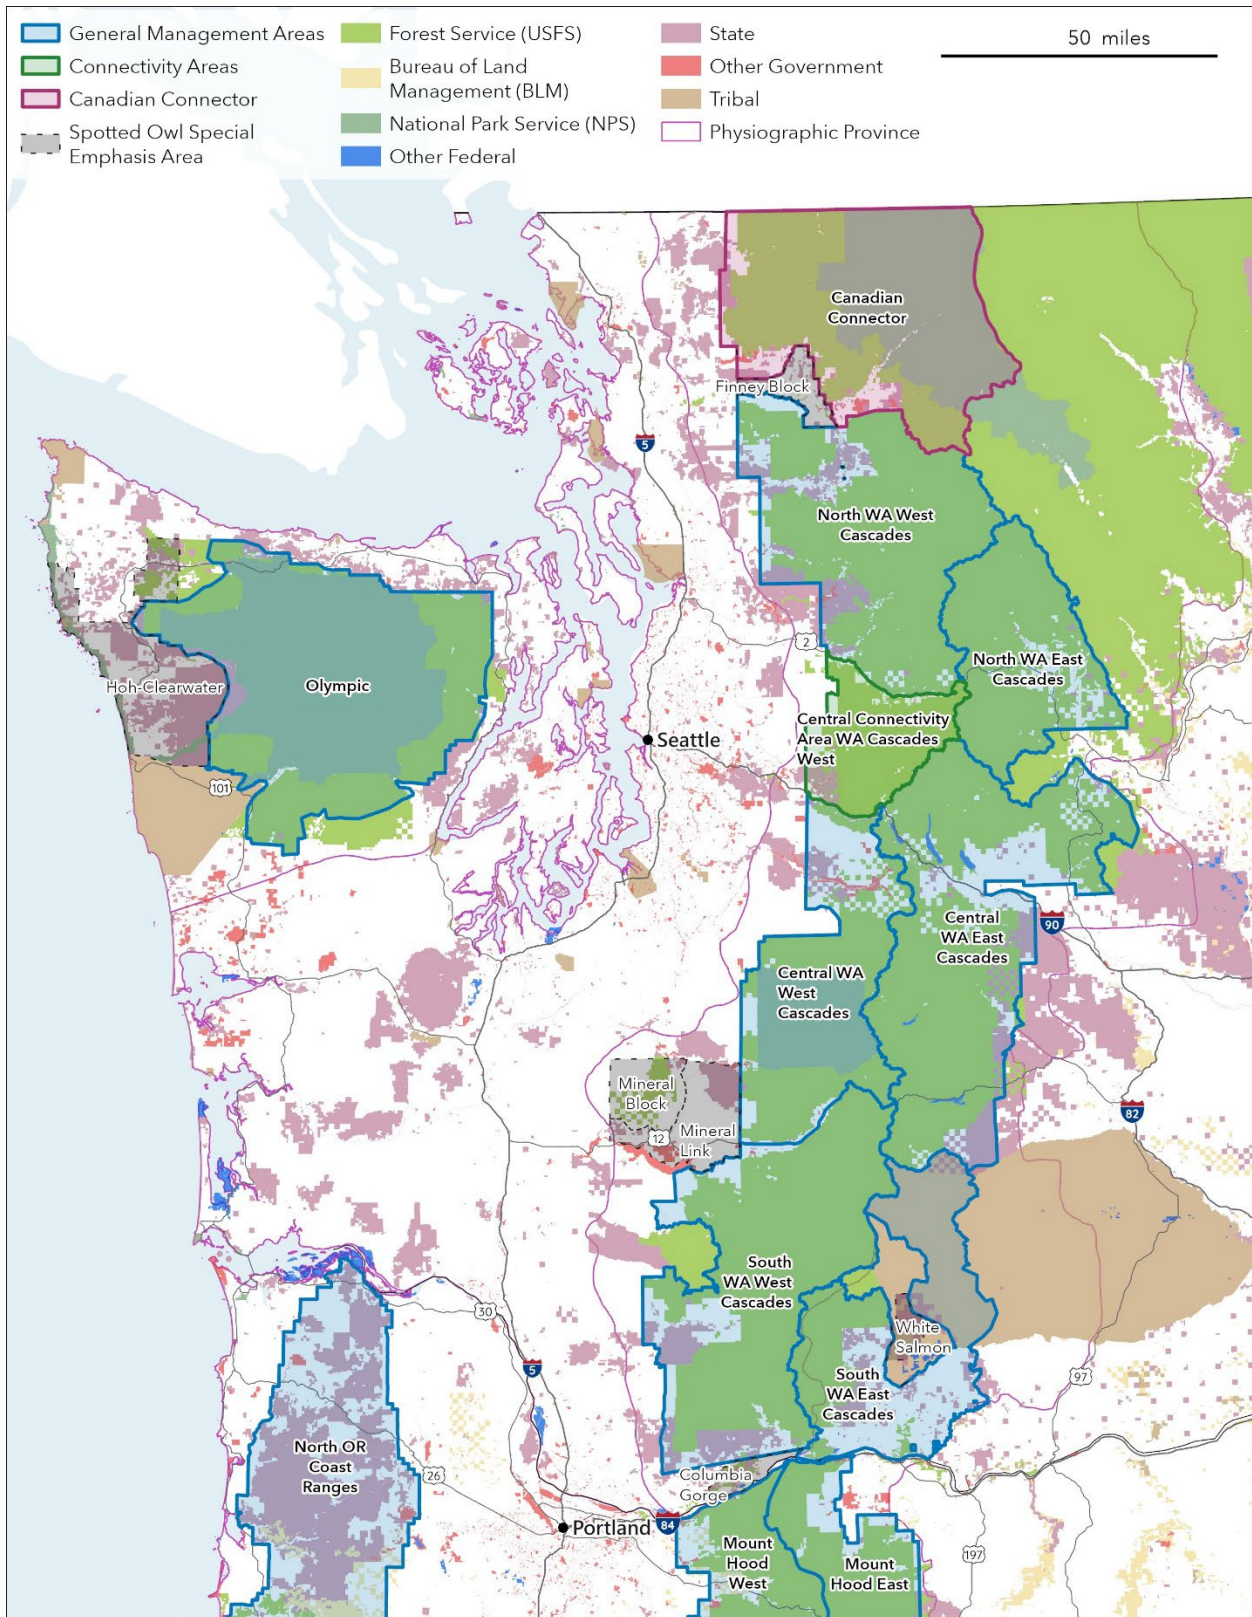 General Management Areas
Connectivity Areas
Canadian Connector
Spotted Owl Special
Emphasis Area
Forest Service (USFS)
Bureau of Land
Management (BLM)
National Park Service (NPS)
Other Federal
State
Other Government
Tribal
Physiographic Province
50 miles
Canadian
Connector
Finney Block
5
North WA West
Cascades
2
North WA East
Cascades
Hoh-Clearwater
Olympic
Central Connectivity
Area WA Cascades
West
Seattle
101
Central
WA East
Cascades
90
Central WA
West
Cascades
Mineral
Block
12
Mineral
Link
82
South
WA West
Cascades
30
White
Salmon
5
97
South
WA East
Cascades
North OR
Coast
Ranges
26
Columbia
Gorge
84
Portland
Mount
Hood
West
Mount
Hood East
197